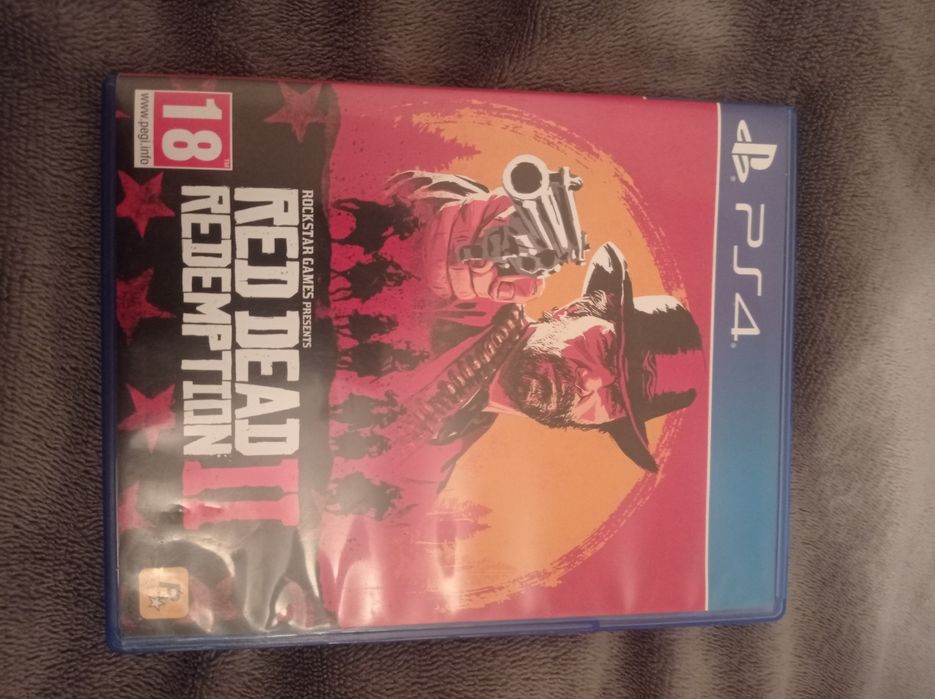 PS4
ROCKSTAR GAMES PRESENTS
RED DEAD
REDEMPTION II
18
www.pegi.info
R